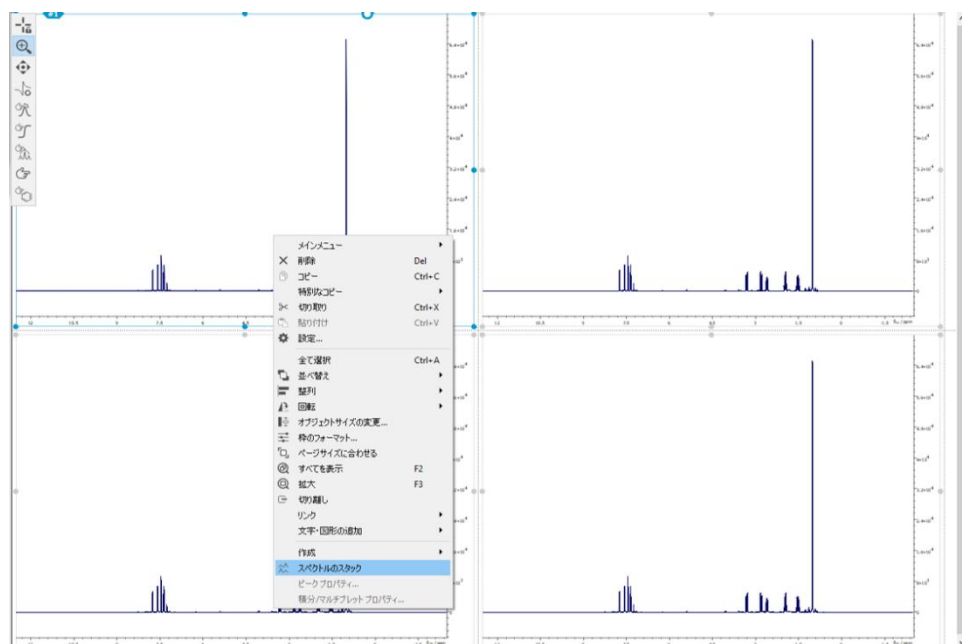 メインメニュー
削除 Del
コピー Ctrl+C
特別なコピー
切り取り Ctrl+X
貼り付け Ctrl+V
設定...
全て選択 Ctrl+A
並べ替え
整列
回転
オブジェクトサイズの変更...
枠のフォーマット...
ページサイズに合わせる
すべてを表示 F2
拡大 F3
切り離し
リンク
文字・図形の追加
作成
スペクトルのスタック
ピーク プロパティ...
積分/マルチプレット プロパティ...